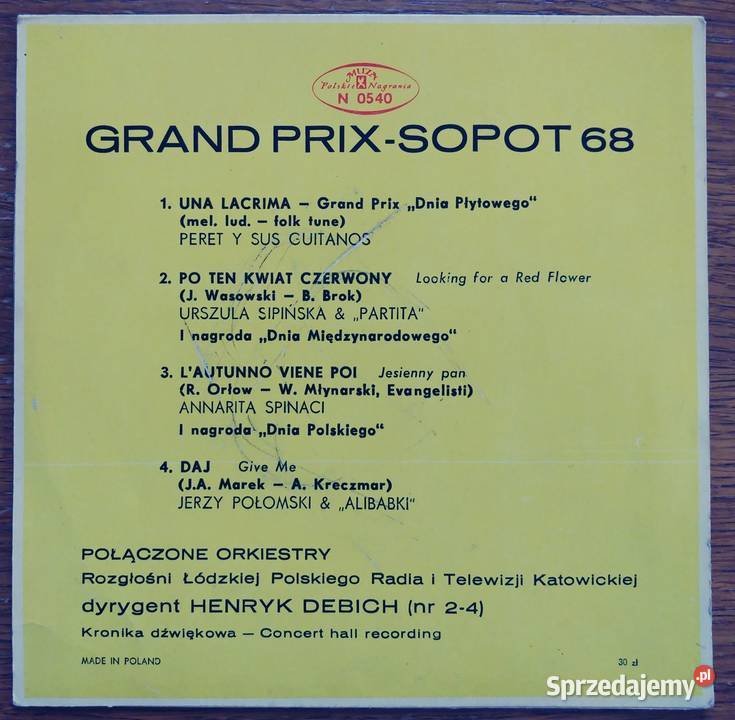 MUZA
Polskie Nagrania
N 0540
GRAND PRIX-SOPOT 68
1. UNA LACRIMA – Grand Prix „Dnia Płytowego“
(mel. lud. – folk tune)
PERET Y SUS GUITANOS
2. PO TEN KWIAT CZERWONY Looking for a Red Flower
(J. Wasowski – B. Brok)
URSZULA SIPIŃSKA & „PARTITA“
I nagroda „Dnia Międzynarodowego“
3. L'AUTUNNO VIENE POI Jesienny pan
(R. Orłow – W. Młynarski, Evangelisti)
ANNARITA SPINACI
I nagroda „Dnia Polskiego“
4. DAJ Give Me
(J.A. Marek – A. Kreczmar)
JERZY POŁOMSKI & „ALIBABKI“
POŁĄCZONE ORKIESTRY
Rozgłośni Łódzkiej Polskiego Radia i Telewizji Katowickiej
dyrygent HENRYK DEBICH (nr 2-4)
Kronika dźwiękowa – Concert hall recording
MADE IN POLAND 30 zł
Sprzedajemy.pl